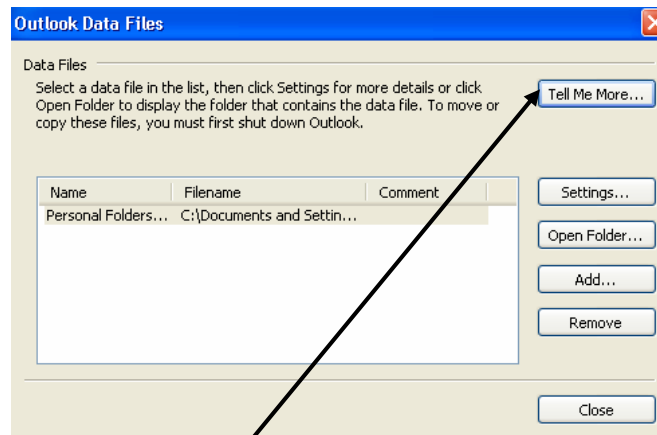 Outlook Data Files
Data Files
Select a data file in the list, then click Settings for more details or click
Open Folder to display the folder that contains the data file. To move or
copy these files, you must first shut down Outlook.
Tell Me More...
Name Filename Comment
Personal Folders... C:\Documents and Settin...
Settings...
Open Folder...
Add...
Remove
Close